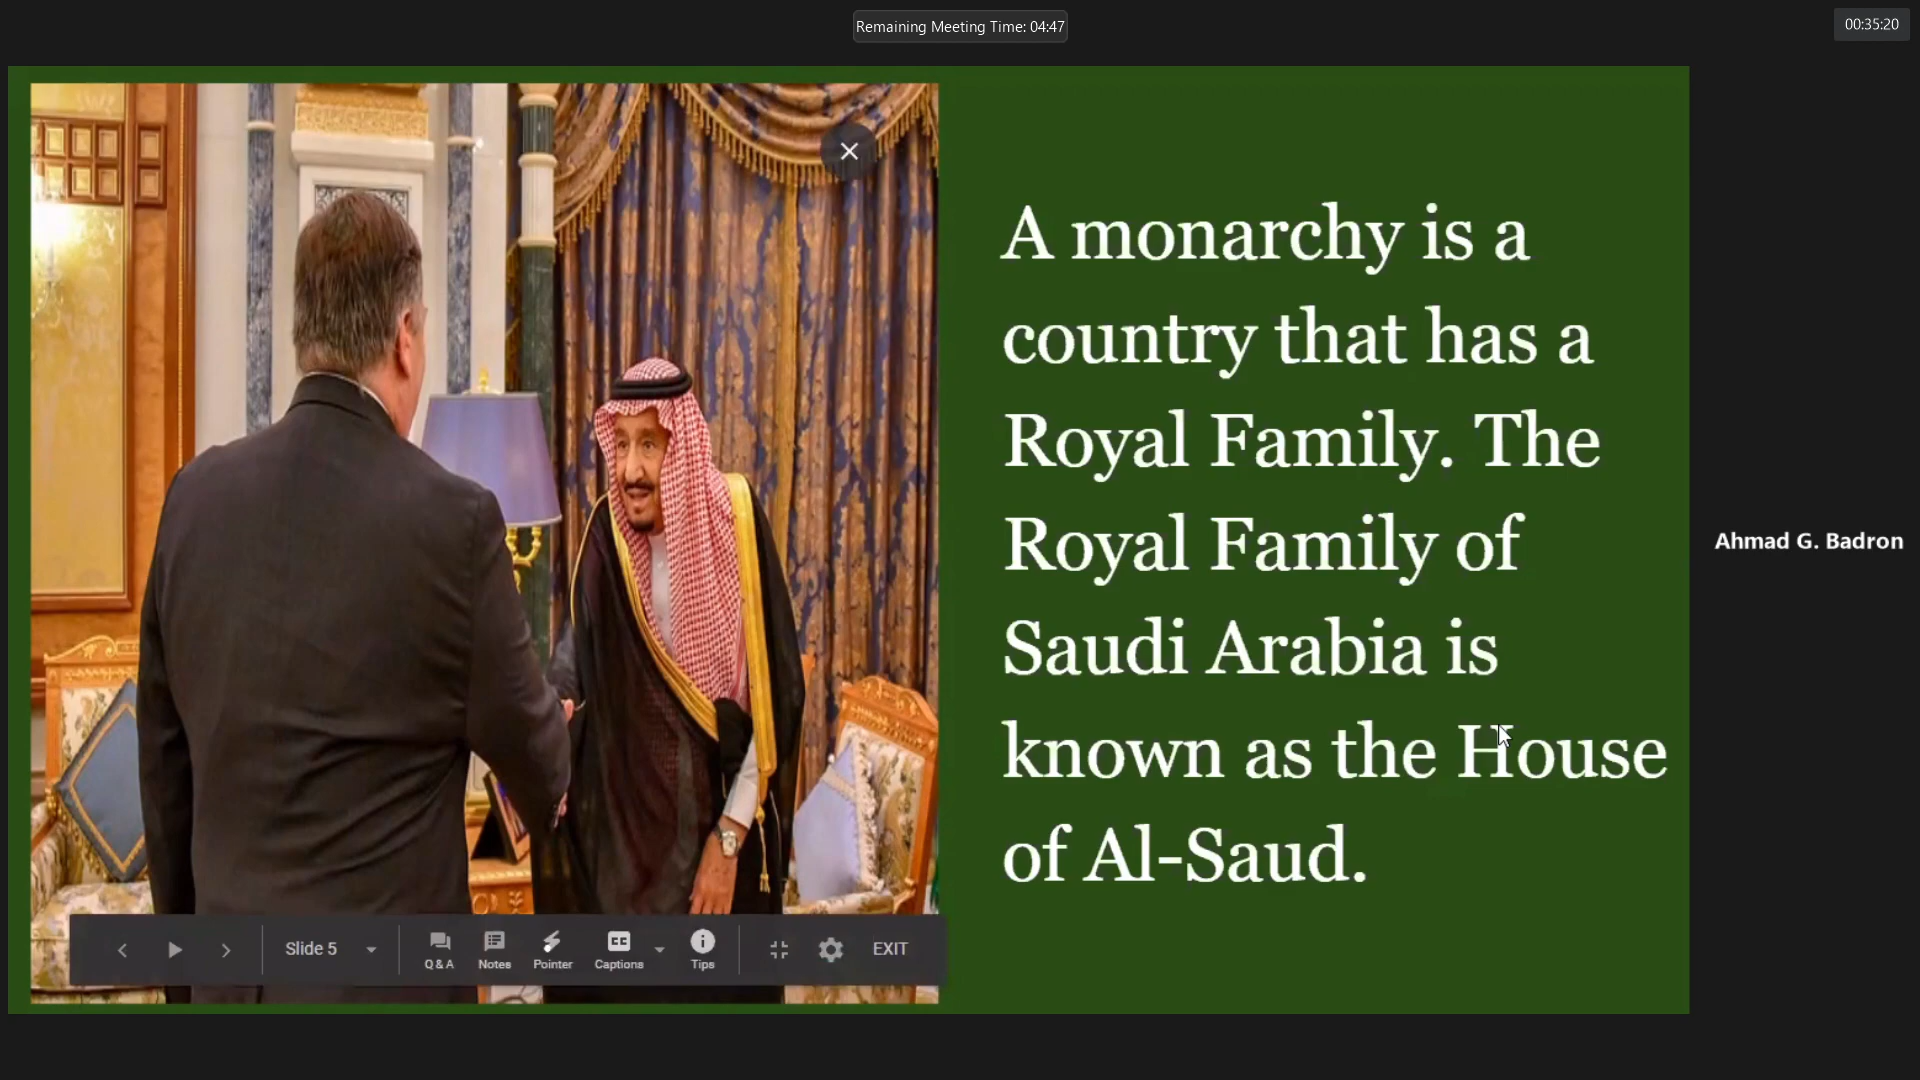 Remaining Meeting Time: 04:47
00:35:20
A monarchy is a
country that has a
Royal Family. The
Royal Family of
Saudi Arabia is
known as the House
of Al-Saud.
Ahmad G. Badron
Slide 5
Q & A
Notes
Pointer
CC
Captions
Tips
EXIT